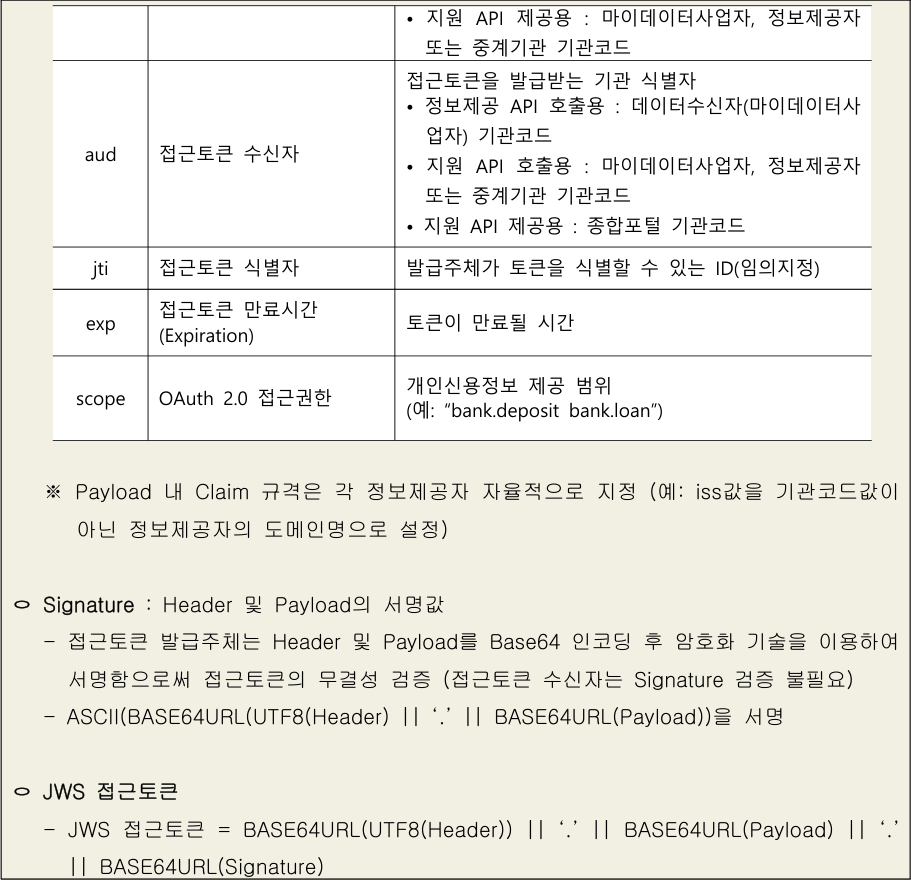 • 지원 API 제공용 : 마이데이터사업자, 정보제공자
또는 중계기관 기관코드
aud
접근토큰 수신자
접근토큰을 발급받는 기관 식별자
• 정보제공 API 호출용 : 데이터수신자(마이데이터사
업자) 기관코드
• 지원 API 호출용 : 마이데이터사업자, 정보제공자
또는 중계기관 기관코드
• 지원 API 제공용 : 종합포털 기관코드
jti
접근토큰 식별자
발급주체가 토큰을 식별할 수 있는 ID(임의지정)
exp
접근토큰 만료시간
(Expiration)
토큰이 만료될 시간
scope
OAuth 2.0 접근권한
개인신용정보 제공 범위
(예: “bank.deposit bank.loan”)
※ Payload 내 Claim 규격은 각 정보제공자 자율적으로 지정 (예: iss값을 기관코드값이
아닌 정보제공자의 도메인명으로 설정)
ㅇ Signature : Header 및 Payload의 서명값
- 접근토큰 발급주체는 Header 및 Payload를 Base64 인코딩 후 암호화 기술을 이용하여
서명함으로써 접근토큰의 무결성 검증 (접근토큰 수신자는 Signature 검증 불필요)
- ASCII(BASE64URL(UTF8(Header) || ‘.’ || BASE64URL(Payload))을 서명
ㅇ JWS 접근토큰
- JWS 접근토큰 = BASE64URL(UTF8(Header)) || ‘.’ || BASE64URL(Payload) || ‘.’
|| BASE64URL(Signature)